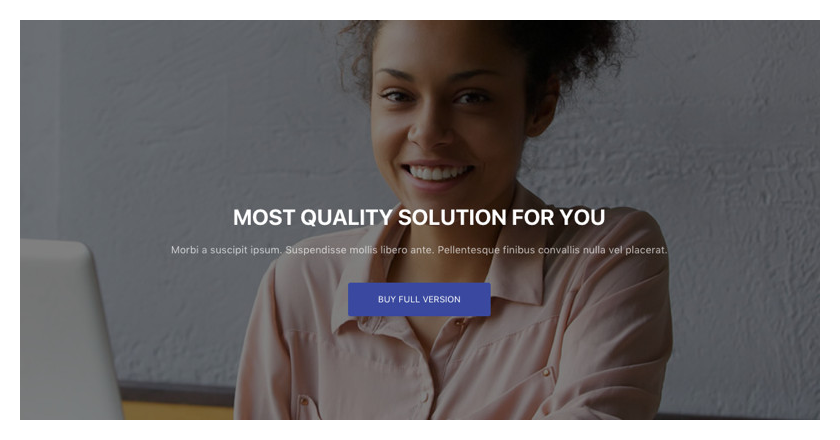 MOST QUALITY SOLUTION FOR YOU
Morbi a suscipit ipsum. Suspendisse mollis libero ante. Pellentesque finibus convallis nulla vel placerat.
BUY FULL VERSION